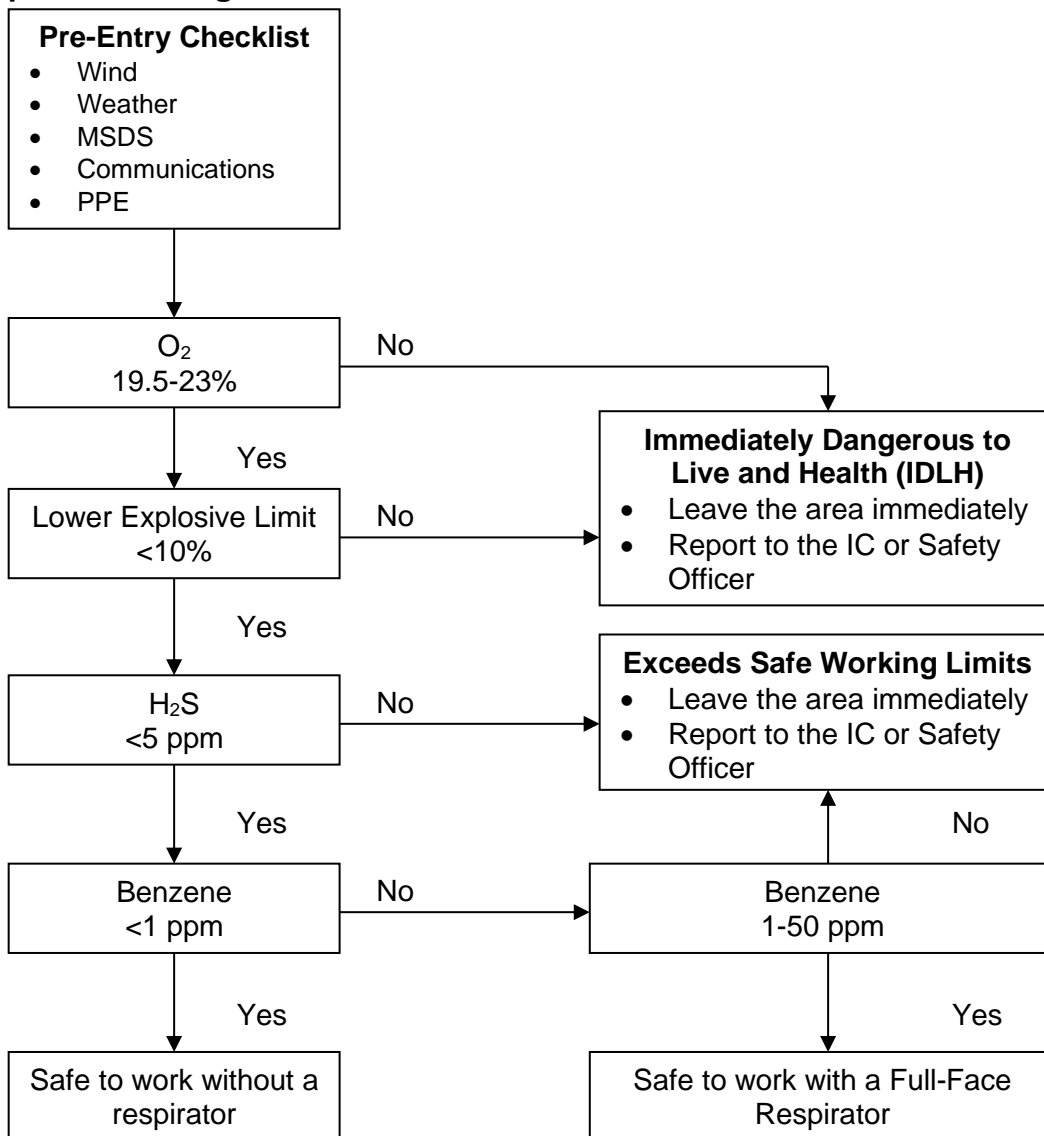 Pre-Entry Checklist
• Wind
• Weather
• MSDS
• Communications
• PPE
O₂
19.5-23%
No
Yes
Immediately Dangerous to
Live and Health (IDLH)
• Leave the area immediately
• Report to the IC or Safety
Officer
Lower Explosive Limit
<10%
No
Yes
Exceeds Safe Working Limits
• Leave the area immediately
• Report to the IC or Safety
Officer
H₂S
<5 ppm
No
Yes
No
Benzene
<1 ppm
No
Benzene
1-50 ppm
Yes
Yes
Safe to work without a
respirator
Safe to work with a Full-Face
Respirator